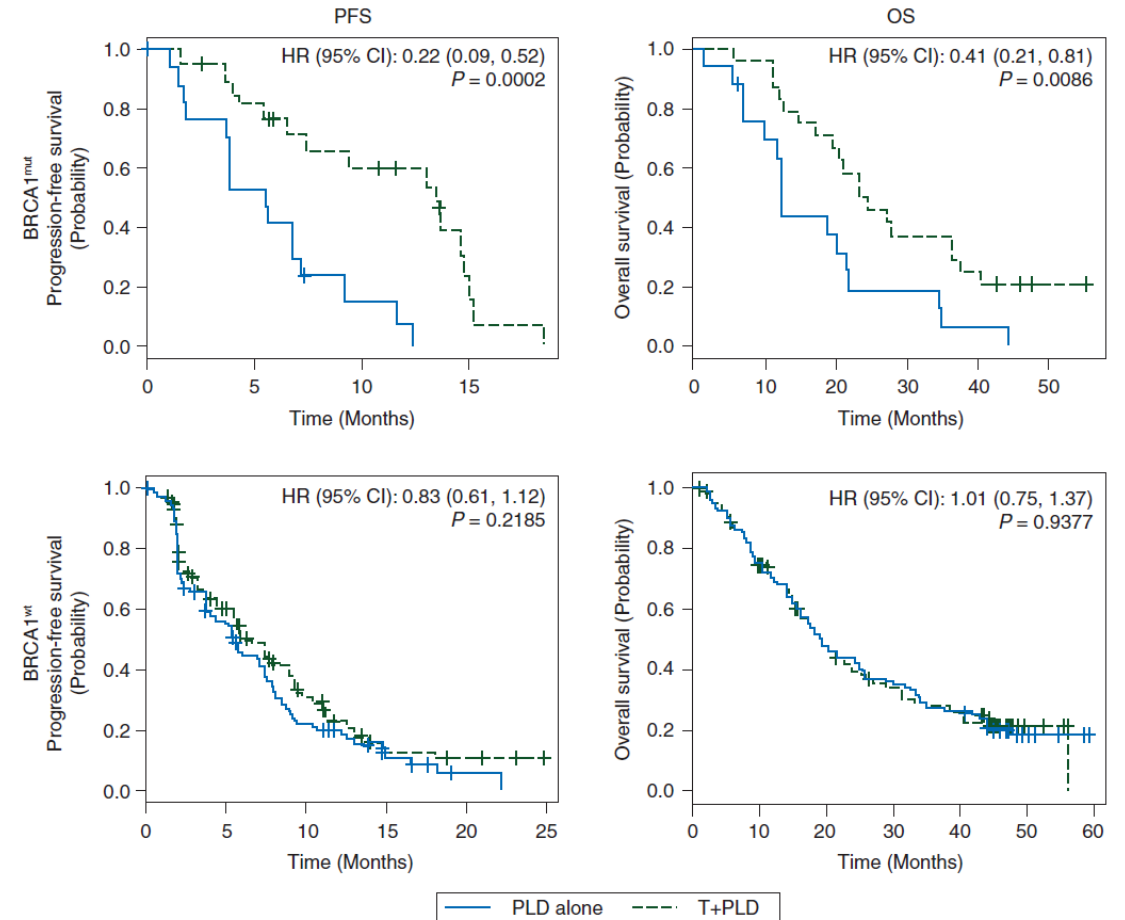 PFS
HR (95% CI): 0.22 (0.09, 0.52)
P = 0.0002
BRCA1mut
Progression-free survival
(Probability)
1.0
0.8
0.6
0.4
0.2
0.0
0 5 10 15
Time (Months)
OS
HR (95% CI): 0.41 (0.21, 0.81)
P = 0.0086
Overall survival (Probability)
1.0
0.8
0.6
0.4
0.2
0.0
0 10 20 30 40 50
Time (Months)
HR (95% CI): 0.83 (0.61, 1.12)
P = 0.2185
BRCA1wt
Progression-free survival
(Probability)
1.0
0.8
0.6
0.4
0.2
0.0
0 5 10 15 20 25
Time (Months)
HR (95% CI): 1.01 (0.75, 1.37)
P = 0.9377
Overall survival (Probability)
1.0
0.8
0.6
0.4
0.2
0.0
0 10 20 30 40 50 60
Time (Months)
PLD alone T+PLD